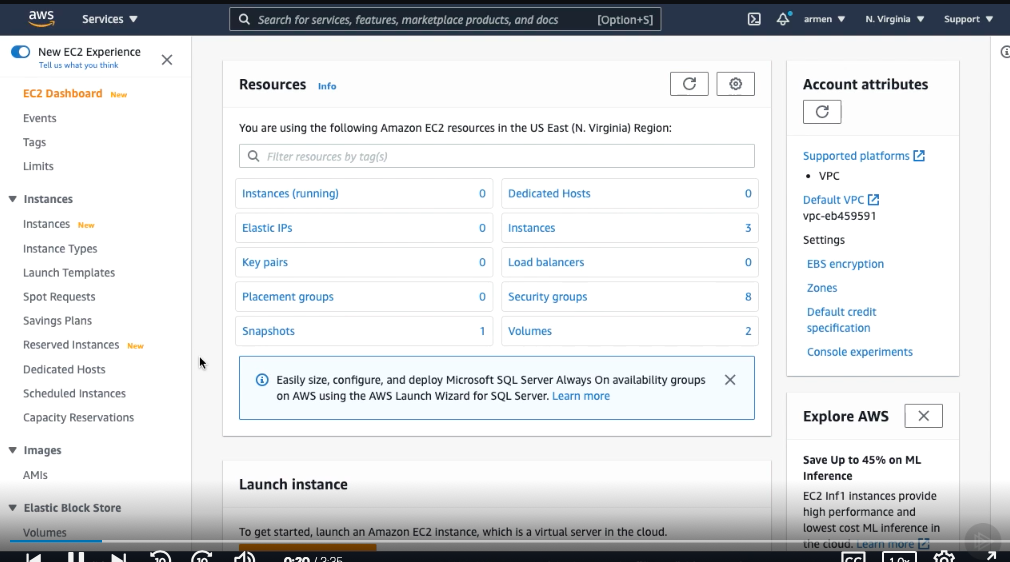 aws
Services
Search for services, features, marketplace products, and docs
[Option+S]
armen
N. Virginia
Support
New EC2 Experience
Tell us what you think
EC2 Dashboard New
Events
Tags
Limits
Instances
Instances New
Instance Types
Launch Templates
Spot Requests
Savings Plans
Reserved Instances New
Dedicated Hosts
Scheduled Instances
Capacity Reservations
Images
AMIs
Elastic Block Store
Volumes
Resources Info
You are using the following Amazon EC2 resources in the US East (N. Virginia) Region:
Filter resources by tag(s)
Instances (running) 0
Dedicated Hosts 0
Elastic IPs 0
Instances 3
Key pairs 0
Load balancers 0
Placement groups 0
Security groups 8
Snapshots 1
Volumes 2
Easily size, configure, and deploy Microsoft SQL Server Always On availability groups
on AWS using the AWS Launch Wizard for SQL Server. Learn more
Launch instance
To get started, launch an Amazon EC2 instance, which is a virtual server in the cloud.
Account attributes
Supported platforms
• VPC
Default VPC
vpc-eb459591
Settings
EBS encryption
Zones
Default credit
specification
Console experiments
Explore AWS
Save Up to 45% on ML
Inference
EC2 Inf1 instances provide
high performance and
lowest cost ML inference in
the cloud. Learn more
10
10
0:20 / 3:35
CC
1.0x